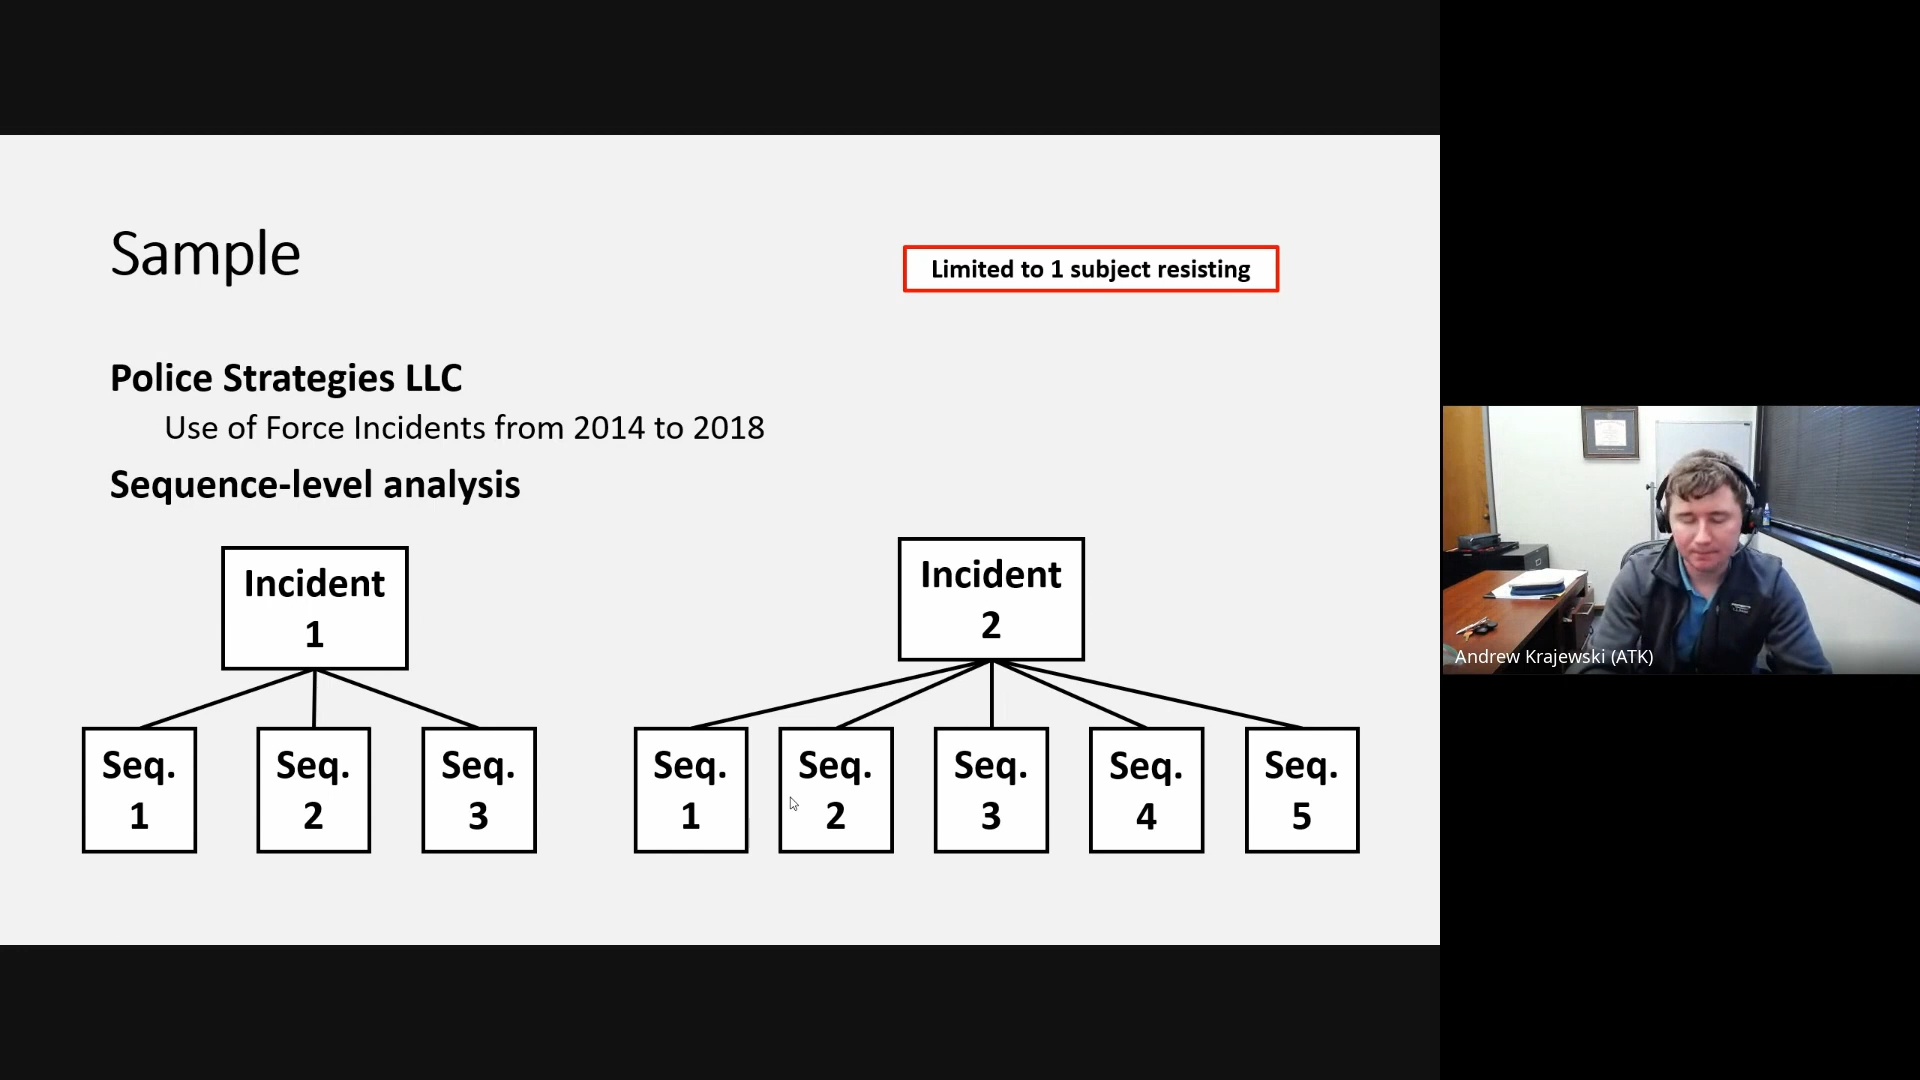 Sample
Limited to 1 subject resisting
Police Strategies LLC
Use of Force Incidents from 2014 to 2018
Sequence-level analysis
Incident
1
Incident
2
Seq.
1
Seq.
2
Seq.
3
Seq.
1
Seq.
2
Seq.
3
Seq.
4
Seq.
5
Andrew Krajewski (ATK)